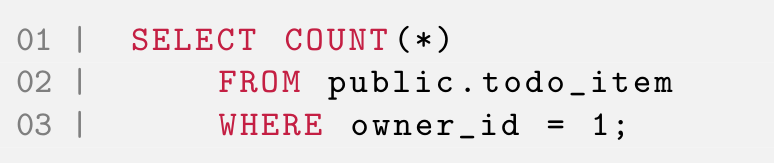 01 | SELECT COUNT(*)
02 |     FROM public.todo_item
03 |     WHERE owner_id = 1;